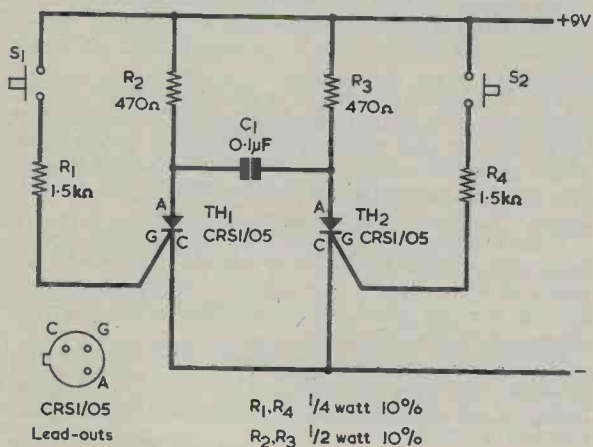 +9V
S1
R2
470Ω
R3
470Ω
S2
C1
0·1µF
R1
1.5kΩ
R4
1·5kΩ
A
TH1
G
C
CRS1/05
A
TH2
C
G
CRS1/05
−
C
G
A
CRS1/05
Lead-outs
R1,R4 1/4 watt 10%
R2,R3 1/2 watt 10%